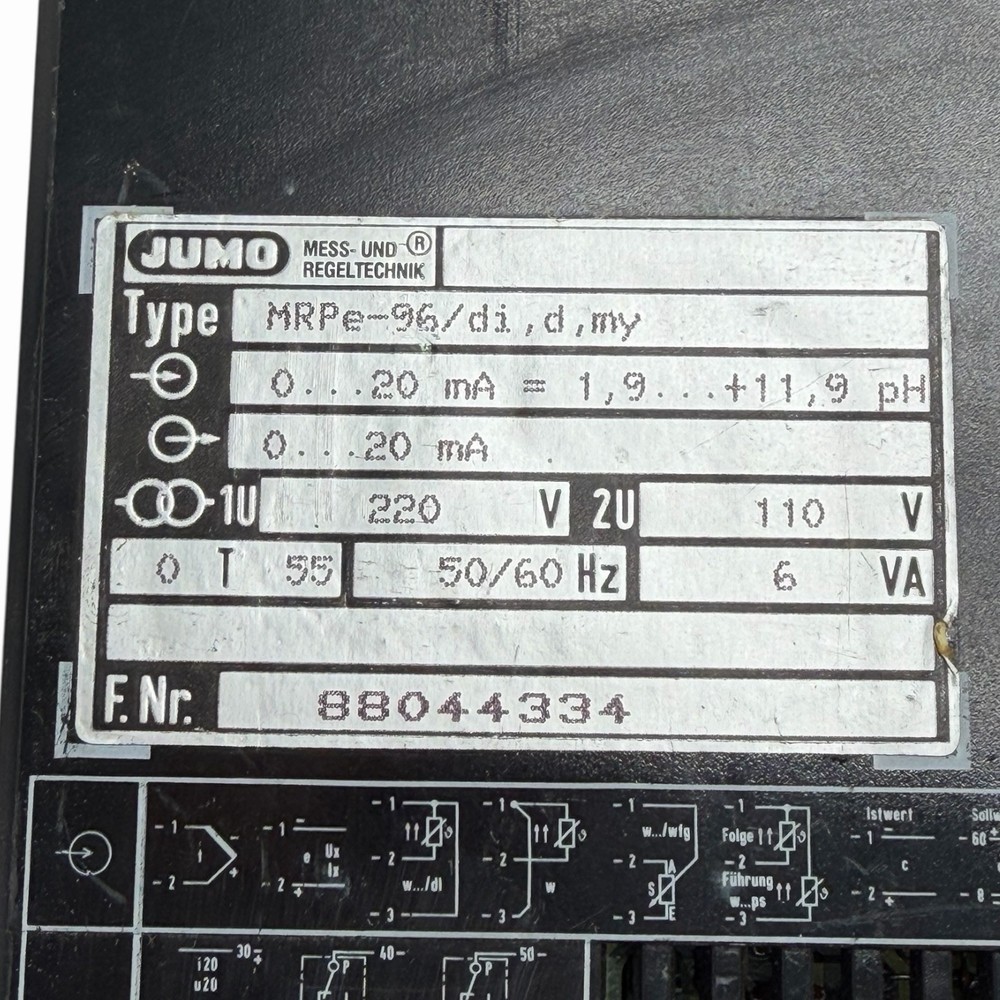 JUMO MESS- UND ®
REGELTECHNIK
Type MRPe-96/di,d,my
0...20 mA = 1,9...+11,9 pH
0...20 mA
1U 220 V 2U 110 V
0 T 55 50/60 Hz 6 VA
F.Nr. 88044334
-1 - -1 - -1 -1 -1 -1 Istwert
w.../wfg Folge -1 - -60
e Ux
Ix -2 -2 -2 -2 c
-2 + -2 + w.../di w S A Führung -2 + -8
w...ps
-3 -3 -3 E -3
30 40- 50-
i20 P P
u20